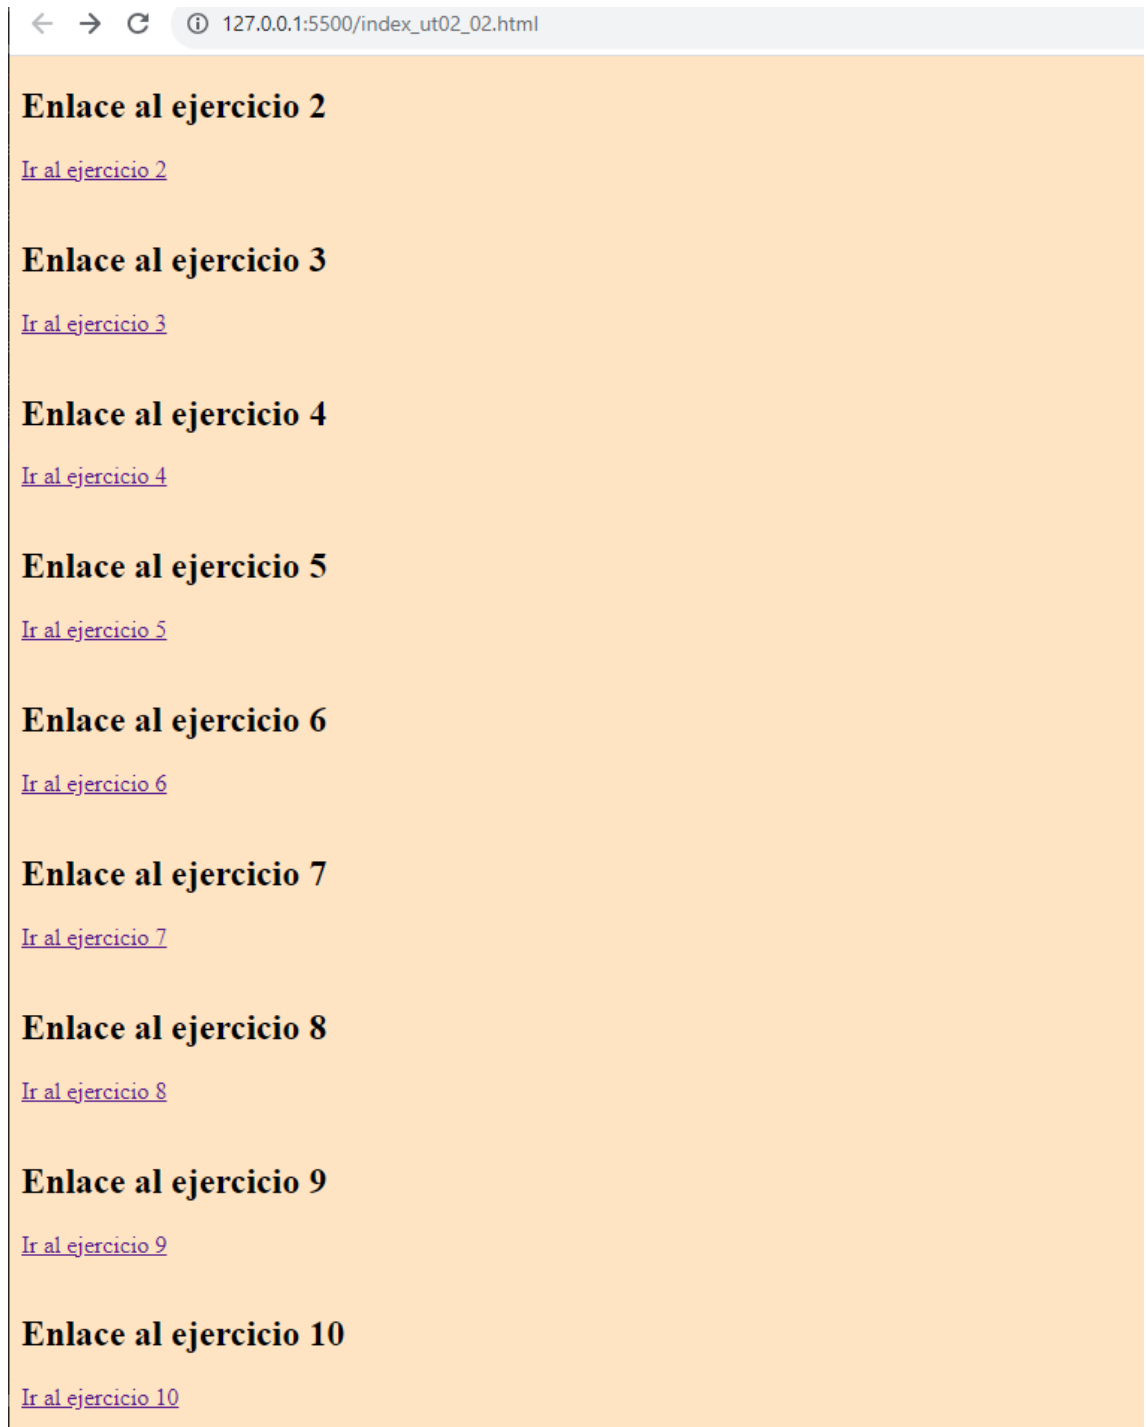 127.0.0.1:5500/index_ut02_02.html
Enlace al ejercicio 2
Ir al ejercicio 2
Enlace al ejercicio 3
Ir al ejercicio 3
Enlace al ejercicio 4
Ir al ejercicio 4
Enlace al ejercicio 5
Ir al ejercicio 5
Enlace al ejercicio 6
Ir al ejercicio 6
Enlace al ejercicio 7
Ir al ejercicio 7
Enlace al ejercicio 8
Ir al ejercicio 8
Enlace al ejercicio 9
Ir al ejercicio 9
Enlace al ejercicio 10
Ir al ejercicio 10